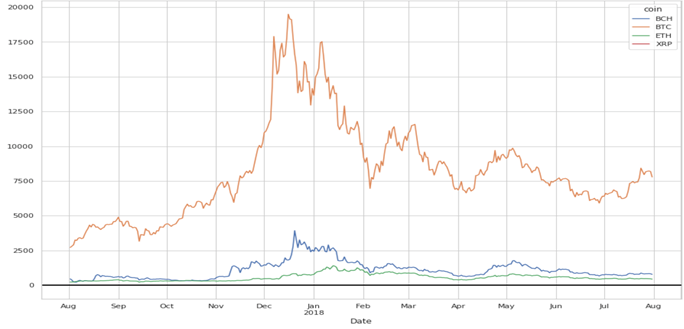 20000
17500
15000
12500
10000
7500
5000
2500
0
coin
BCH
BTC
ETH
XRP
Aug Sep Oct Nov Dec Jan Feb Mar Apr May Jun Jul Aug
2018
Date